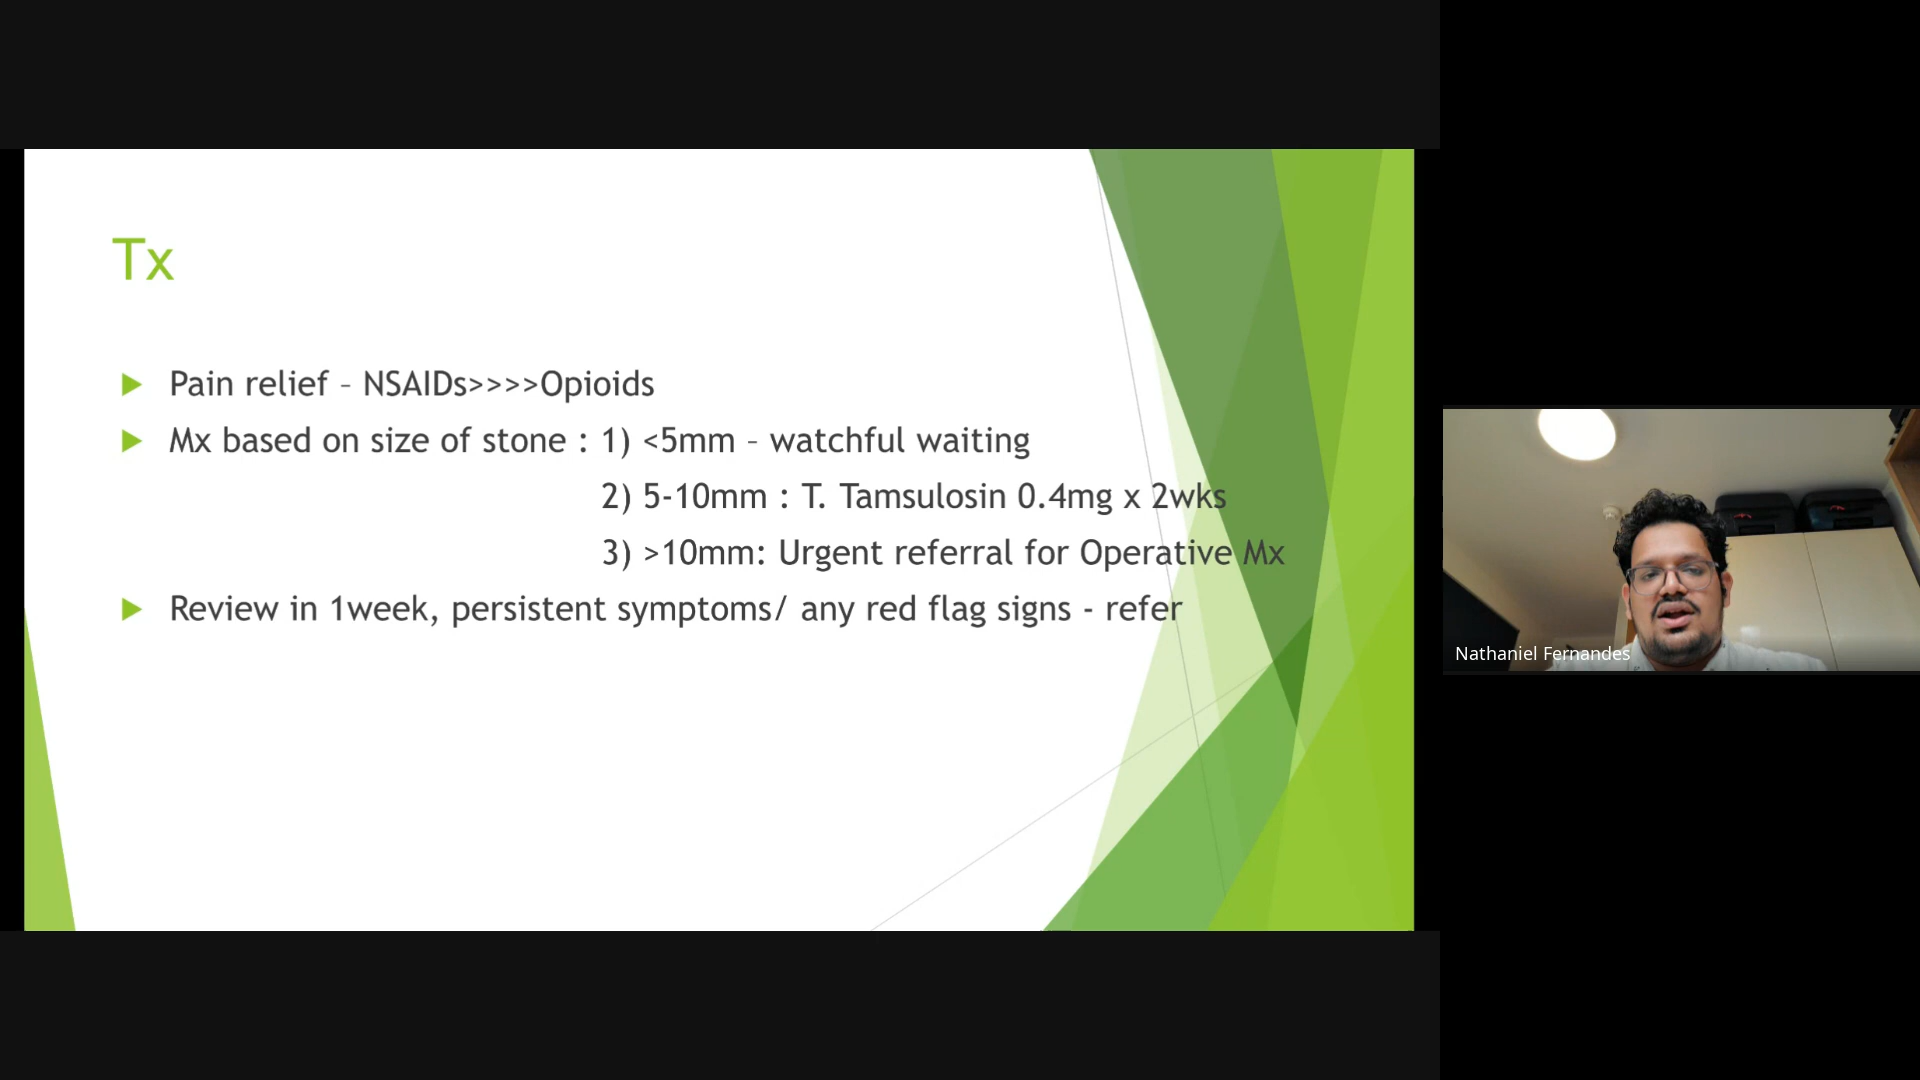 Tx
Pain relief – NSAIDs>>>>Opioids
Mx based on size of stone : 1) <5mm – watchful waiting
2) 5-10mm : T. Tamsulosin 0.4mg x 2wks
3) >10mm: Urgent referral for Operative Mx
Review in 1week, persistent symptoms/ any red flag signs - refer
Nathaniel Fernandes